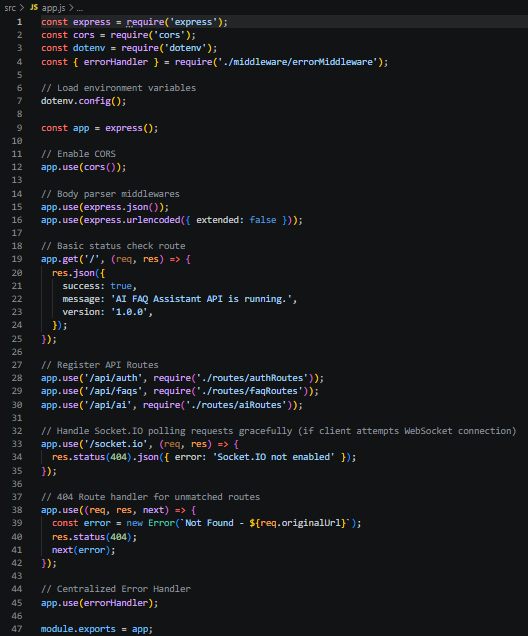 src > JS app.js > ...
1 const express = require('express');
2 const cors = require('cors');
3 const dotenv = require('dotenv');
4 const { errorHandler } = require('./middleware/errorMiddleware');
5
6 // Load environment variables
7 dotenv.config();
8
9 const app = express();
10
11 // Enable CORS
12 app.use(cors());
13
14 // Body parser middlewares
15 app.use(express.json());
16 app.use(express.urlencoded({ extended: false }));
17
18 // Basic status check route
19 app.get('/', (req, res) => {
20   res.json({
21     success: true,
22     message: 'AI FAQ Assistant API is running.',
23     version: '1.0.0',
24   });
25 });
26
27 // Register API Routes
28 app.use('/api/auth', require('./routes/authRoutes'));
29 app.use('/api/faqs', require('./routes/faqRoutes'));
30 app.use('/api/ai', require('./routes/aiRoutes'));
31
32 // Handle Socket.IO polling requests gracefully (if client attempts WebSocket connection)
33 app.use('/socket.io', (req, res) => {
34   res.status(404).json({ error: 'Socket.IO not enabled' });
35 });
36
37 // 404 Route handler for unmatched routes
38 app.use((req, res, next) => {
39   const error = new Error(`Not Found - ${req.originalUrl}`);
40   res.status(404);
41   next(error);
42 });
43
44 // Centralized Error Handler
45 app.use(errorHandler);
46
47 module.exports = app;